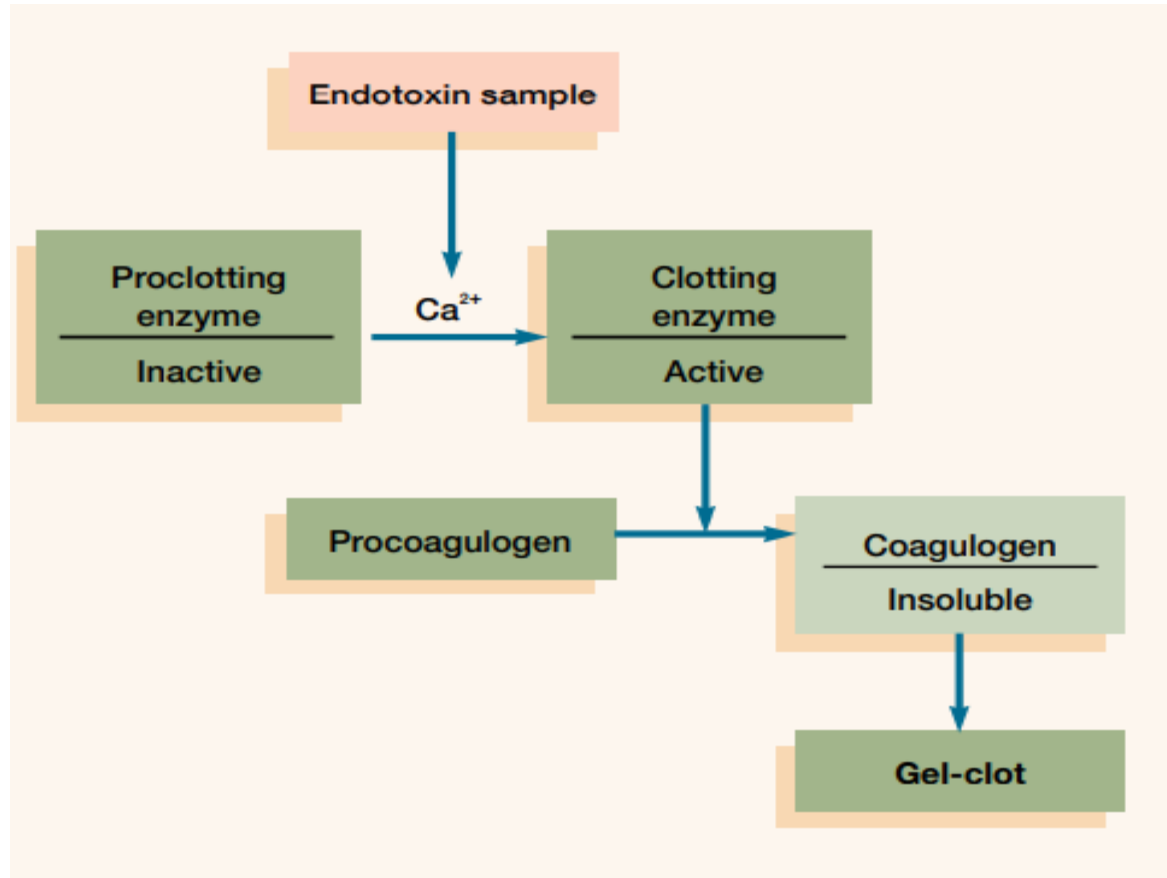 Endotoxin sample
Proclotting
enzyme
Inactive
Ca²⁺
Clotting
enzyme
Active
Procoagulogen
Coagulogen
Insoluble
Gel-clot